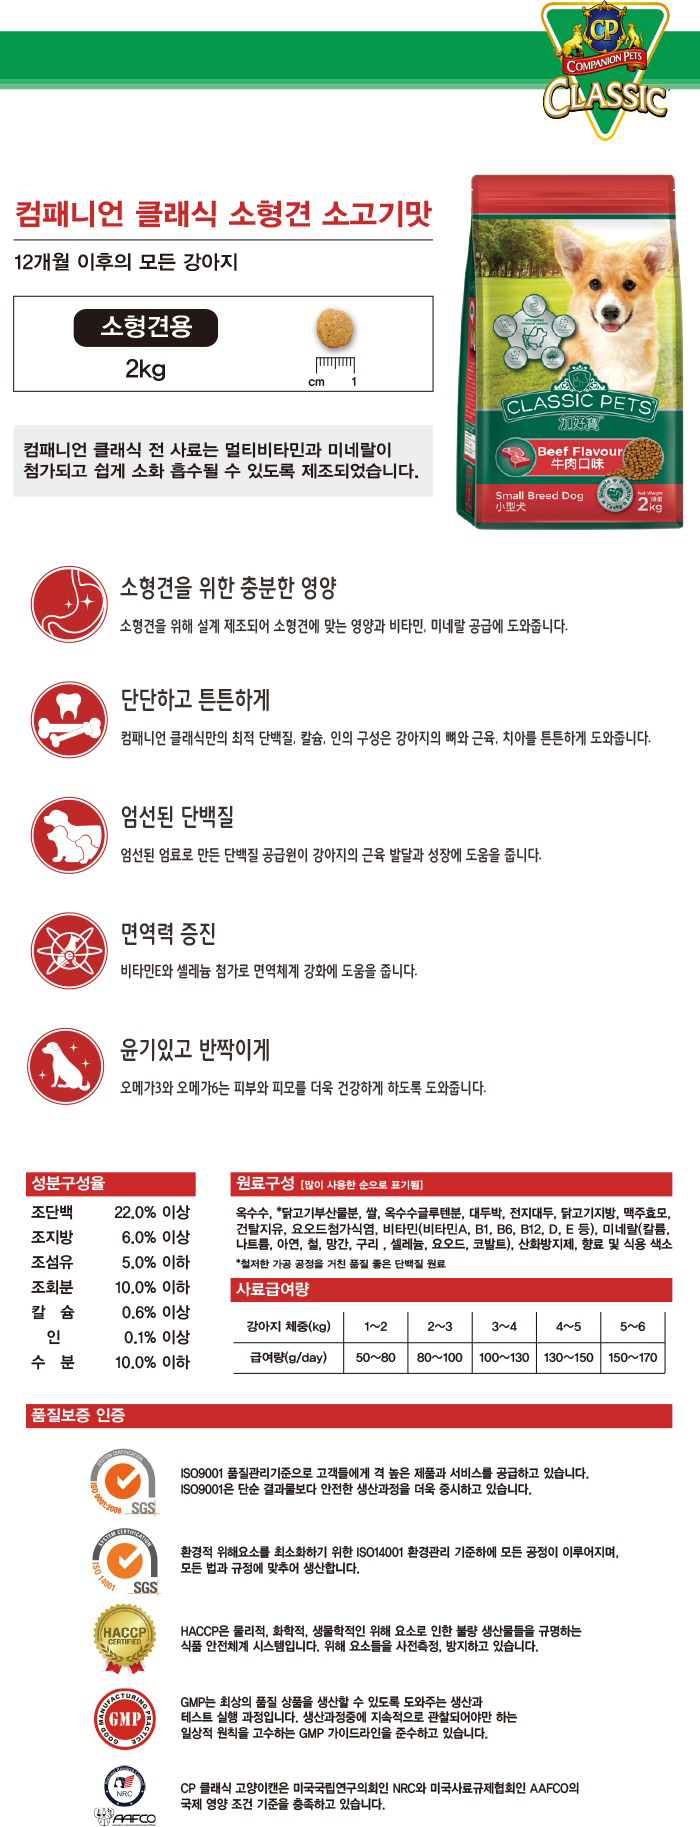 CP
COMPANION PETS
CLASSIC
컴패니언 클래식 소형견 소고기맛
12개월 이후의 모든 강아지
소형견용
2kg
cm 1
컴패니언 클래식 전 사료는 멀티비타민과 미네랄이
첨가되고 쉽게 소화 흡수될 수 있도록 제조되었습니다.
CLASSIC PETS
加好寶
Beef Flavour
牛肉口味
Small Breed Dog
小型犬
Net Weight
淨重
2kg
소형견을 위한 충분한 영양
소형견을 위해 설계 제조되어 소형견에 맞는 영양과 비타민, 미네랄 공급에 도와줍니다.
단단하고 튼튼하게
컴패니언 클래식만의 최적 단백질, 칼슘, 인의 구성은 강아지의 뼈와 근육, 치아를 튼튼하게 도와줍니다.
엄선된 단백질
엄선된 엄료로 만든 단백질 공급원이 강아지의 근육 발달과 성장에 도움을 줍니다.
면역력 증진
비타민E와 셀레늄 첨가로 면역체계 강화에 도움을 줍니다.
윤기있고 반짝이게
오메가3와 오메가6는 피부와 피모를 더욱 건강하게 하도록 도와줍니다.
성분구성율
조단백 22.0% 이상
조지방 6.0% 이상
조섬유 5.0% 이하
조회분 10.0% 이하
칼 슘 0.6% 이상
인 0.1% 이상
수 분 10.0% 이하
원료구성 [많이 사용한 순으로 표기됨]
옥수수, *닭고기부산물분, 쌀, 옥수수글루텐분, 대두박, 전지대두, 닭고기지방, 맥주효모,
건탈지유, 요오드첨가식염, 비타민(비타민A, B1, B6, B12, D, E 등), 미네랄(칼륨,
나트륨, 아연, 철, 망간, 구리 , 셀레늄, 요오드, 코발트), 산화방지제, 향료 및 식용 색소
*철저한 가공 공정을 거친 품질 좋은 단백질 원료
사료급여량
강아지 체중(kg) 1~2 2~3 3~4 4~5 5~6
급여량(g/day) 50~80 80~100 100~130 130~150 150~170
품질보증 인증
SYSTEM CERTIFICATION
ISO 9001:2008
SGS
ISO9001 품질관리기준으로 고객들에게 격 높은 제품과 서비스를 공급하고 있습니다.
ISO9001은 단순 결과물보다 안전한 생산과정을 더욱 중시하고 있습니다.
SYSTEM CERTIFICATION
ISO 14001
SGS
환경적 위해요소를 최소화하기 위한 ISO14001 환경관리 기준하에 모든 공정이 이루어지며,
모든 법과 규정에 맞추어 생산합니다.
HACCP
CERTIFIED
HACCP은 물리적, 화학적, 생물학적인 위해 요소로 인한 불량 생산물들을 규명하는
식품 안전체계 시스템입니다. 위해 요소들을 사전측정, 방지하고 있습니다.
GOOD MANUFACTURING PRACTICE
GMP
GMP는 최상의 품질 상품을 생산할 수 있도록 도와주는 생산과
테스트 실행 과정입니다. 생산과정중에 지속적으로 관찰되어야만 하는
일상적 원칙을 고수하는 GMP 가이드라인을 준수하고 있습니다.
NRC
AAFCO
CP 클래식 고양이캔은 미국국립연구의회인 NRC와 미국사료규제협회인 AAFCO의
국제 영양 조건 기준을 충족하고 있습니다.